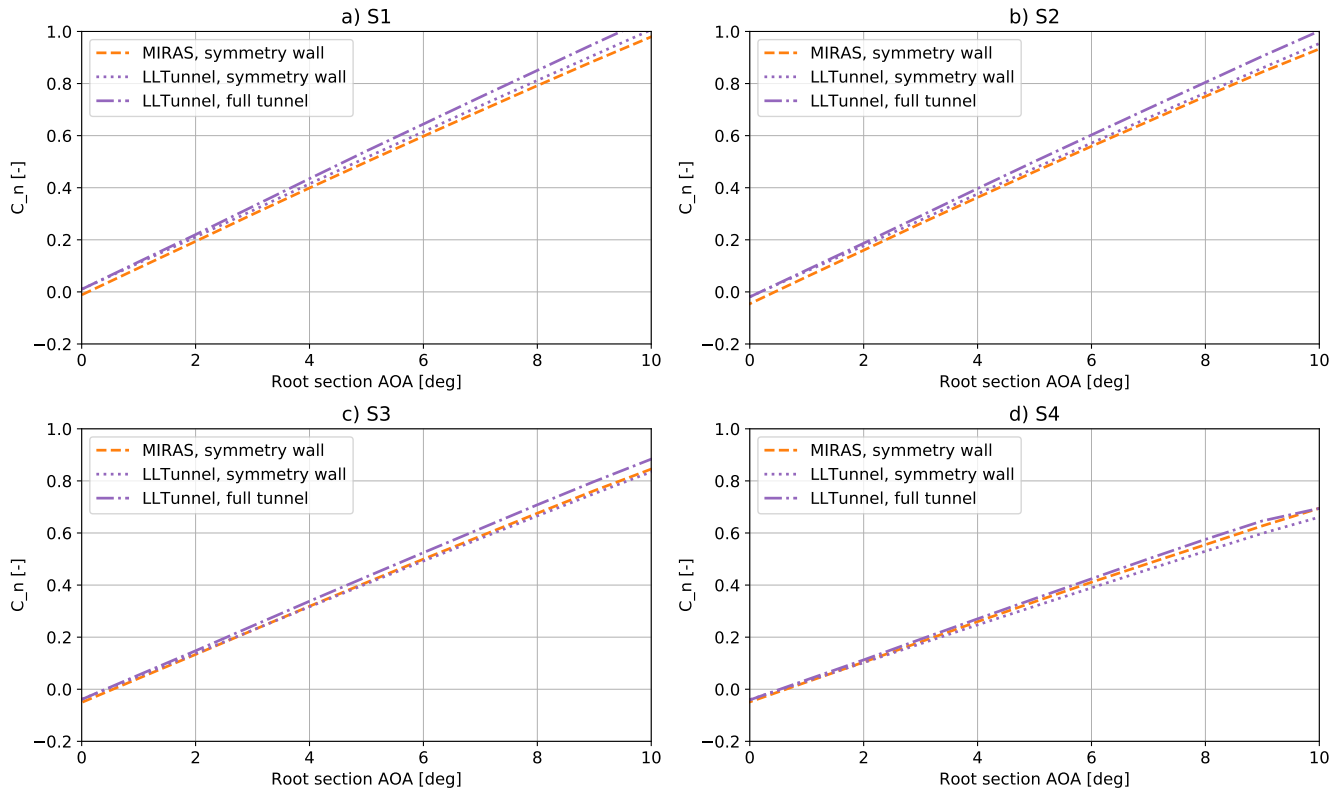 a) S1
1.0
0.8
0.6
0.4
0.2
0.0
−0.2
C_n [-]
MIRAS, symmetry wall
LLTunnel, symmetry wall
LLTunnel, full tunnel
0 2 4 6 8 10
Root section AOA [deg]
b) S2
1.0
0.8
0.6
0.4
0.2
0.0
−0.2
C_n [-]
MIRAS, symmetry wall
LLTunnel, symmetry wall
LLTunnel, full tunnel
0 2 4 6 8 10
Root section AOA [deg]
c) S3
1.0
0.8
0.6
0.4
0.2
0.0
−0.2
C_n [-]
MIRAS, symmetry wall
LLTunnel, symmetry wall
LLTunnel, full tunnel
0 2 4 6 8 10
Root section AOA [deg]
d) S4
1.0
0.8
0.6
0.4
0.2
0.0
−0.2
C_n [-]
MIRAS, symmetry wall
LLTunnel, symmetry wall
LLTunnel, full tunnel
0 2 4 6 8 10
Root section AOA [deg]